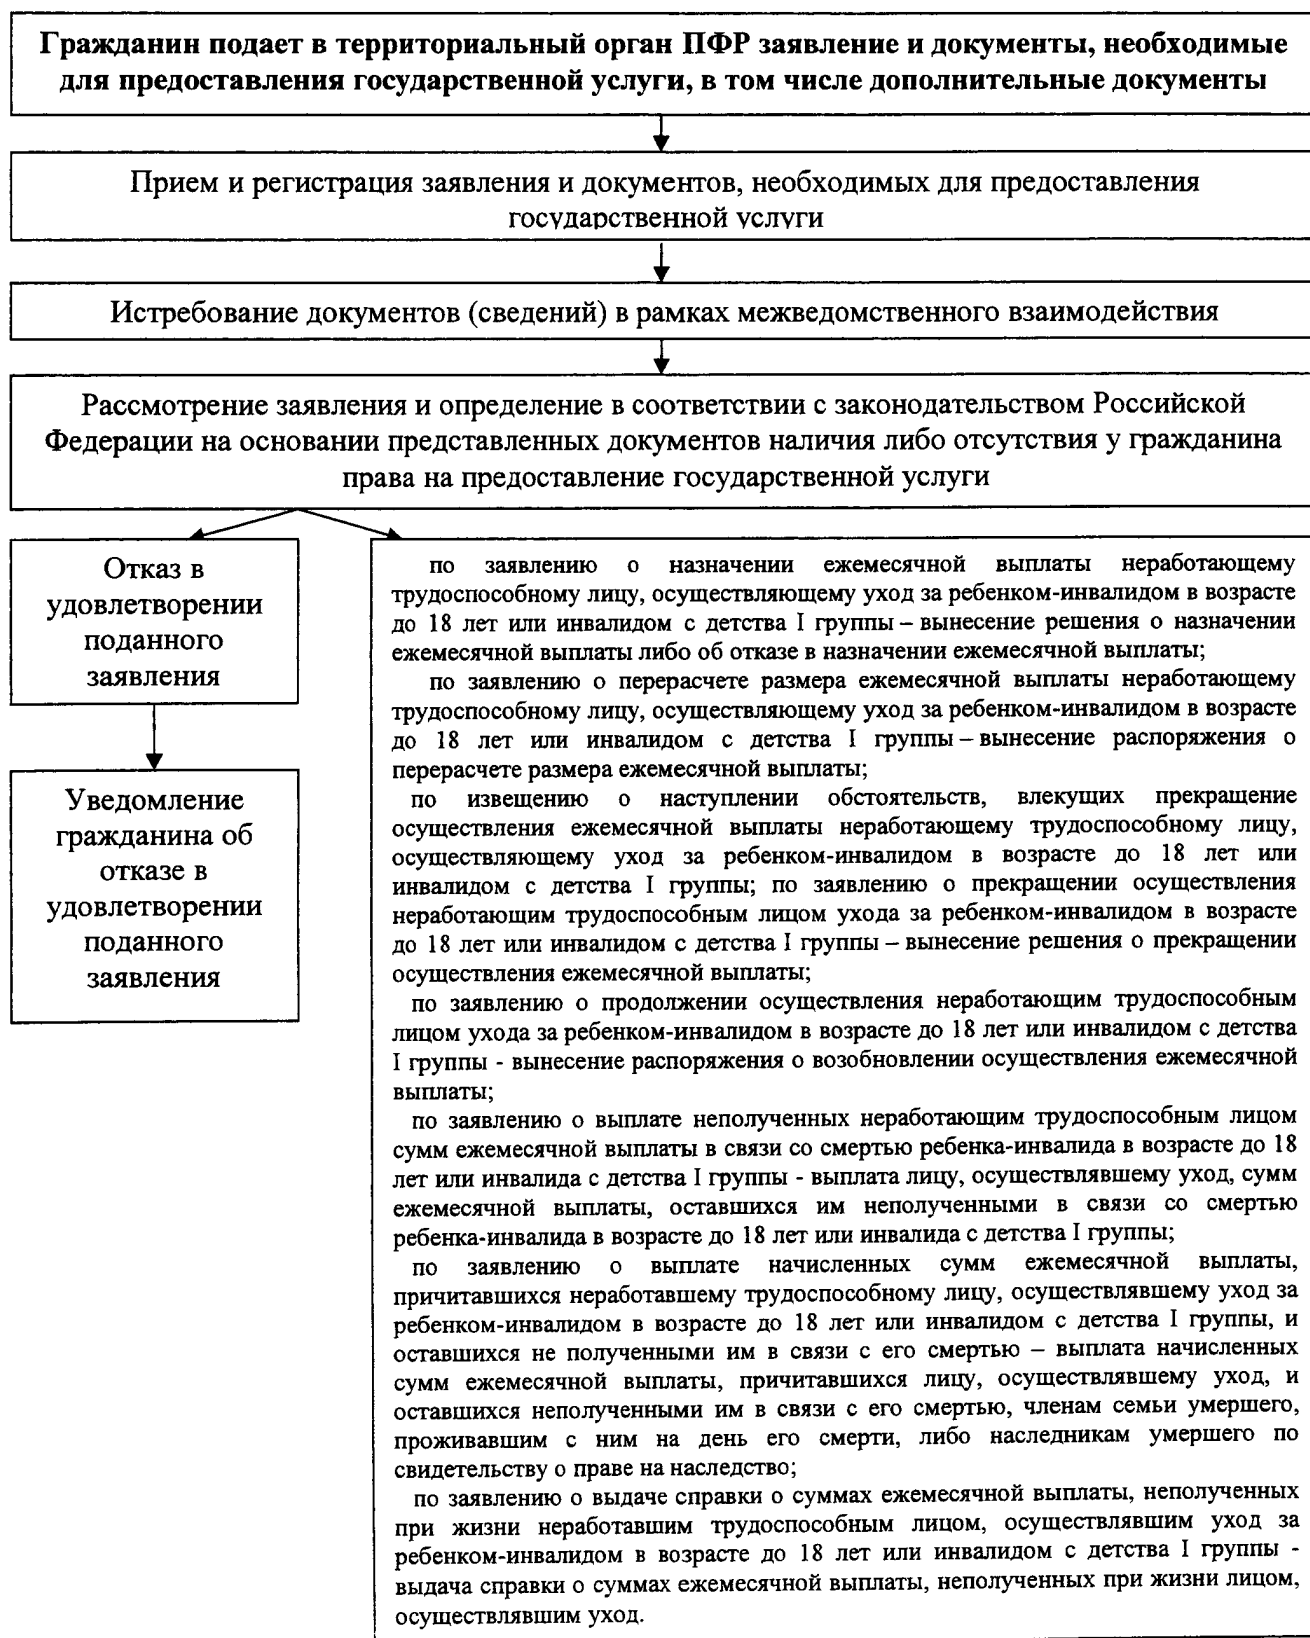 Гражданин подает в территориальный орган ПФР заявление и документы, необходимые
для предоставления государственной услуги, в том числе дополнительные документы
Прием и регистрация заявления и документов, необходимых для предоставления
государственной услуги
Истребование документов (сведений) в рамках межведомственного взаимодействия
Рассмотрение заявления и определение в соответствии с законодательством Российской
Федерации на основании представленных документов наличия либо отсутствия у гражданина
права на предоставление государственной услуги
Отказ в
удовлетворении
поданного
заявления
Уведомление
гражданина об
отказе в
удовлетворении
поданного
заявления
по заявлению о назначении ежемесячной выплаты неработающему
трудоспособному лицу, осуществляющему уход за ребенком-инвалидом в возрасте
до 18 лет или инвалидом с детства I группы – вынесение решения о назначении
ежемесячной выплаты либо об отказе в назначении ежемесячной выплаты;
по заявлению о перерасчете размера ежемесячной выплаты неработающему
трудоспособному лицу, осуществляющему уход за ребенком-инвалидом в возрасте
до 18 лет или инвалидом с детства I группы – вынесение распоряжения о
перерасчете размера ежемесячной выплаты;
по извещению о наступлении обстоятельств, влекущих прекращение
осуществления ежемесячной выплаты неработающему трудоспособному лицу,
осуществляющему уход за ребенком-инвалидом в возрасте до 18 лет или
инвалидом с детства I группы; по заявлению о прекращении осуществления
неработающим трудоспособным лицом ухода за ребенком-инвалидом в возрасте
до 18 лет или инвалидом с детства I группы – вынесение решения о прекращении
осуществления ежемесячной выплаты;
по заявлению о продолжении осуществления неработающим трудоспособным
лицом ухода за ребенком-инвалидом в возрасте до 18 лет или инвалидом с детства
I группы - вынесение распоряжения о возобновлении осуществления ежемесячной
выплаты;
по заявлению о выплате неполученных неработающим трудоспособным лицом
сумм ежемесячной выплаты в связи со смертью ребенка-инвалида в возрасте до 18
лет или инвалида с детства I группы - выплата лицу, осуществлявшему уход, сумм
ежемесячной выплаты, оставшихся им неполученными в связи со смертью
ребенка-инвалида в возрасте до 18 лет или инвалида с детства I группы;
по заявлению о выплате начисленных сумм ежемесячной выплаты,
причитавшихся неработавшему трудоспособному лицу, осуществлявшему уход за
ребенком-инвалидом в возрасте до 18 лет или инвалидом с детства I группы, и
оставшихся не полученными им в связи с его смертью – выплата начисленных
сумм ежемесячной выплаты, причитавшихся лицу, осуществлявшему уход, и
оставшихся неполученными им в связи с его смертью, членам семьи умершего,
проживавшим с ним на день его смерти, либо наследникам умершего по
свидетельству о праве на наследство;
по заявлению о выдаче справки о суммах ежемесячной выплаты, неполученных
при жизни неработавшим трудоспособным лицом, осуществлявшим уход за
ребенком-инвалидом в возрасте до 18 лет или инвалидом с детства I группы -
выдача справки о суммах ежемесячной выплаты, неполученных при жизни лицом,
осуществлявшим уход.